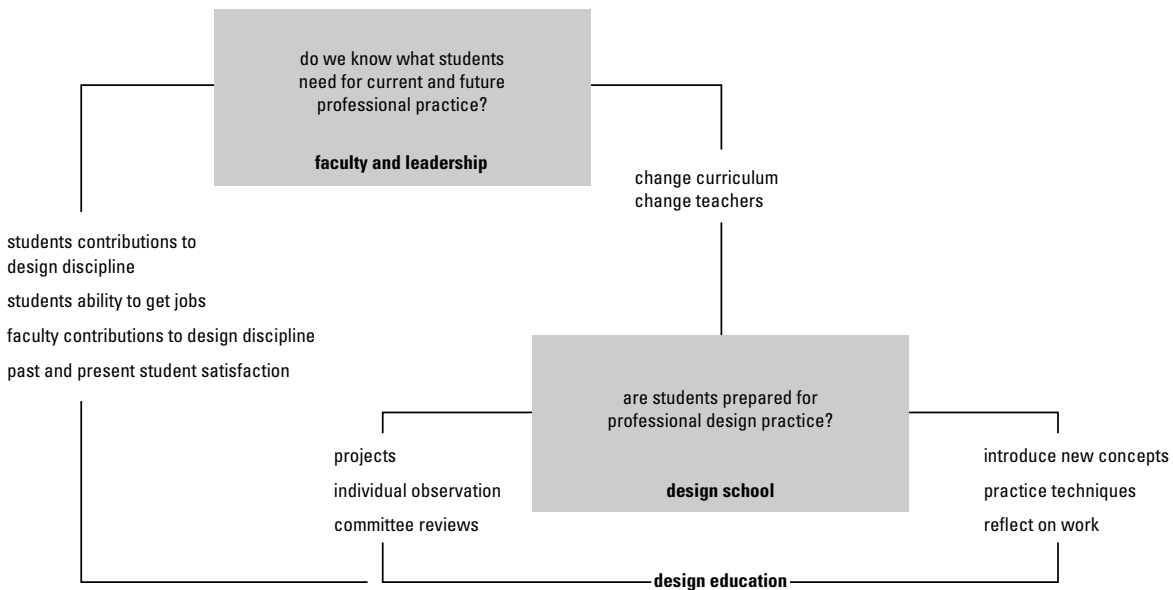 do we know what students
need for current and future
professional practice?
faculty and leadership
change curriculum
change teachers
students contributions to
design discipline
students ability to get jobs
faculty contributions to design discipline
past and present student satisfaction
are students prepared for
professional design practice?
design school
projects
individual observation
committee reviews
introduce new concepts
practice techniques
reflect on work
design education